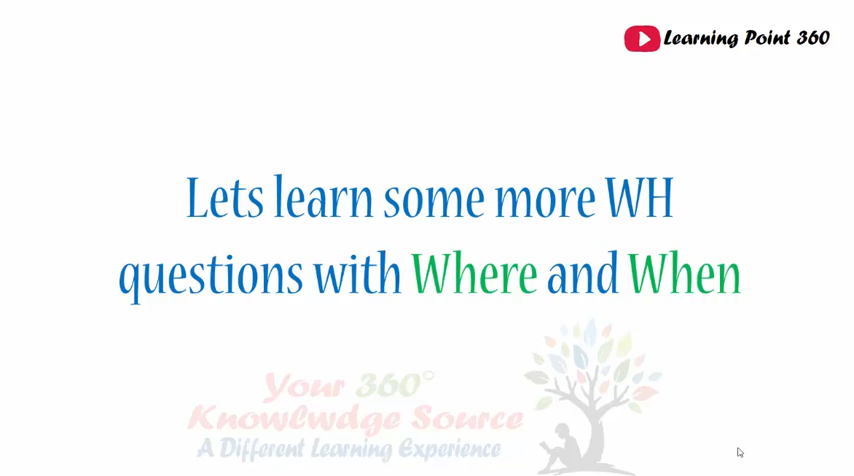 Learning Point 360
Lets learn some more WH
questions with Where and When
Your 360°
Knowlwdge Source
A Different Learning Experience